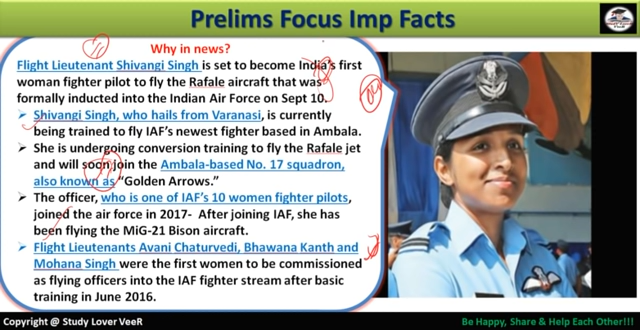 Prelims Focus Imp Facts
Why in news?
Flight Lieutenant Shivangi Singh is set to become India's first
woman fighter pilot to fly the Rafale aircraft that was
formally inducted into the Indian Air Force on Sept 10.
➢ Shivangi Singh, who hails from Varanasi, is currently
being trained to fly IAF's newest fighter based in Ambala.
➢ She is undergoing conversion training to fly the Rafale jet
and will soon join the Ambala-based No. 17 squadron,
also known as "Golden Arrows."
➢ The officer, who is one of IAF's 10 women fighter pilots,
joined the air force in 2017- After joining IAF, she has
been flying the MiG-21 Bison aircraft.
➢ Flight Lieutenants Avani Chaturvedi, Bhawana Kanth and
Mohana Singh were the first women to be commissioned
as flying officers into the IAF fighter stream after basic
training in June 2016.
Copyright @ Study Lover VeeR
Be Happy, Share & Help Each Other!!!